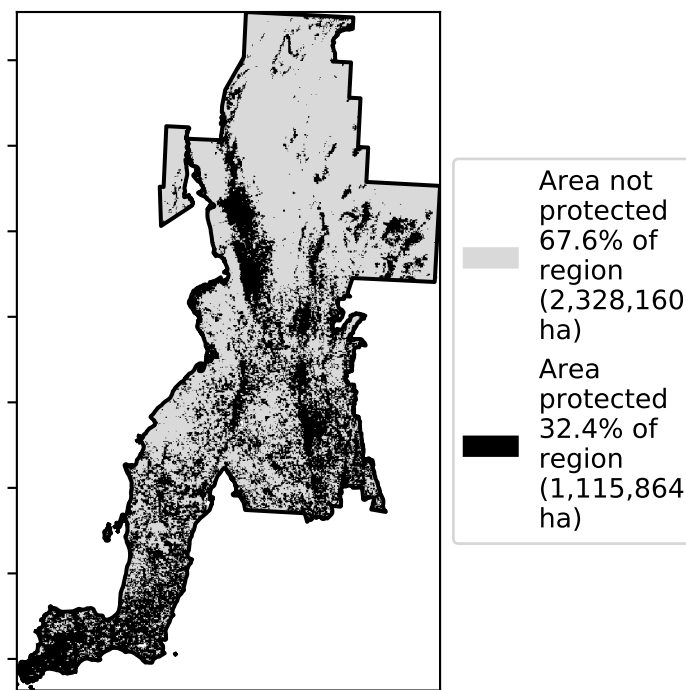 Area not
protected
67.6% of
region
(2,328,160
ha)
Area
protected
32.4% of
region
(1,115,864
ha)